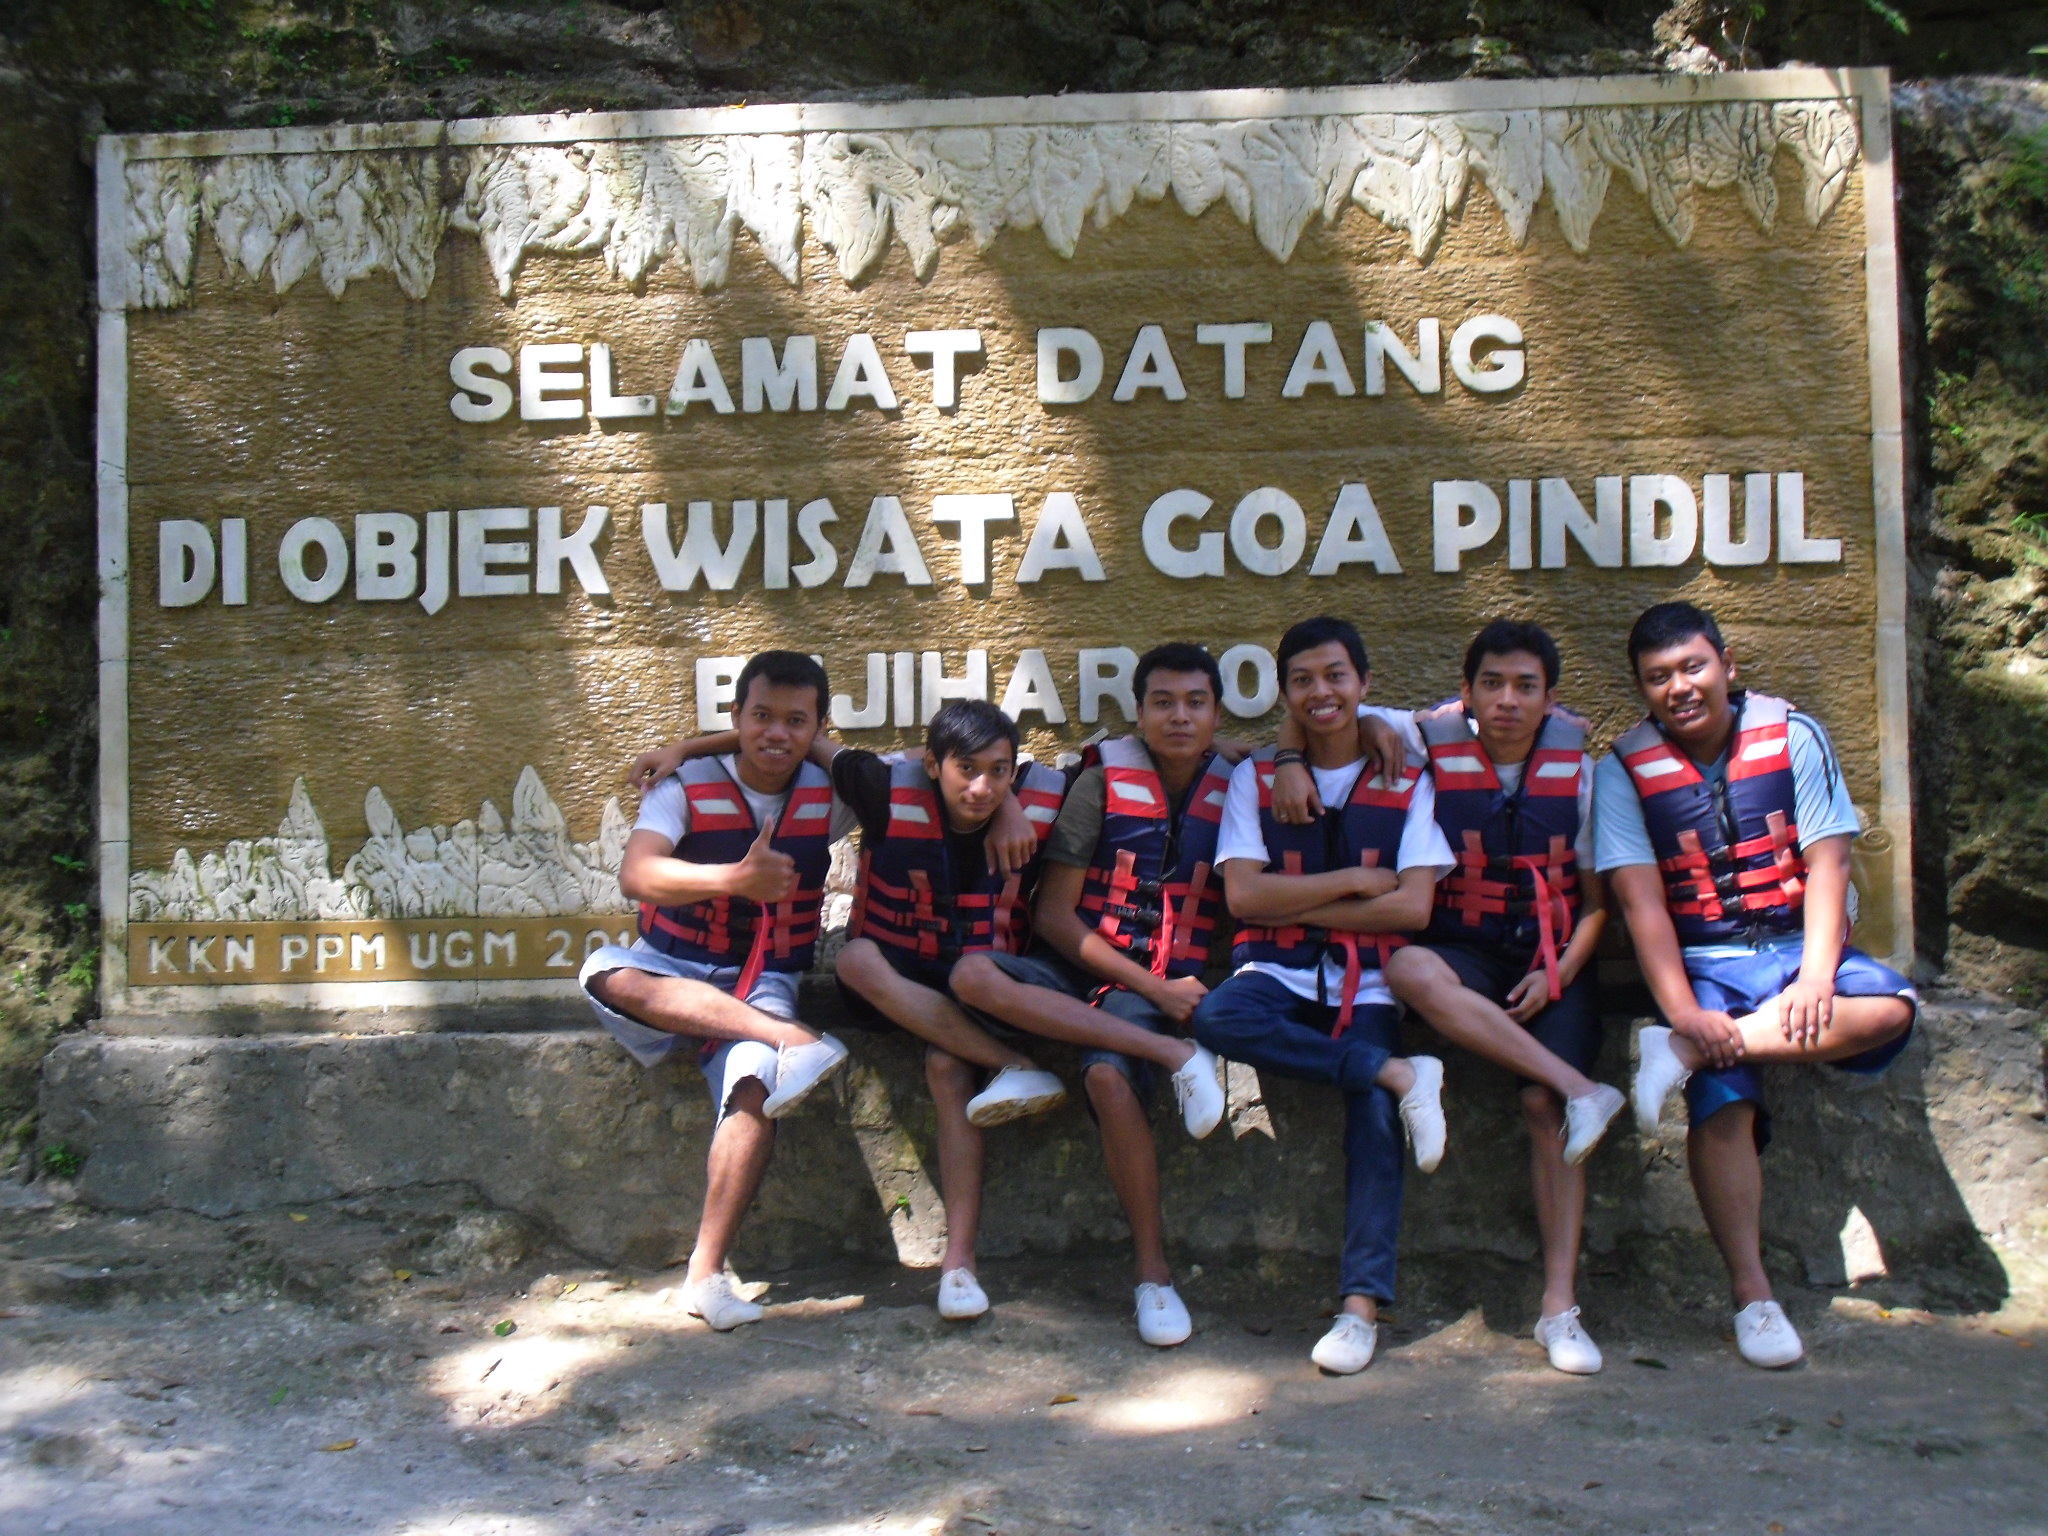 SELAMAT DATANG
DI OBJEK WISATA GOA PINDUL
KKN PPM UGM